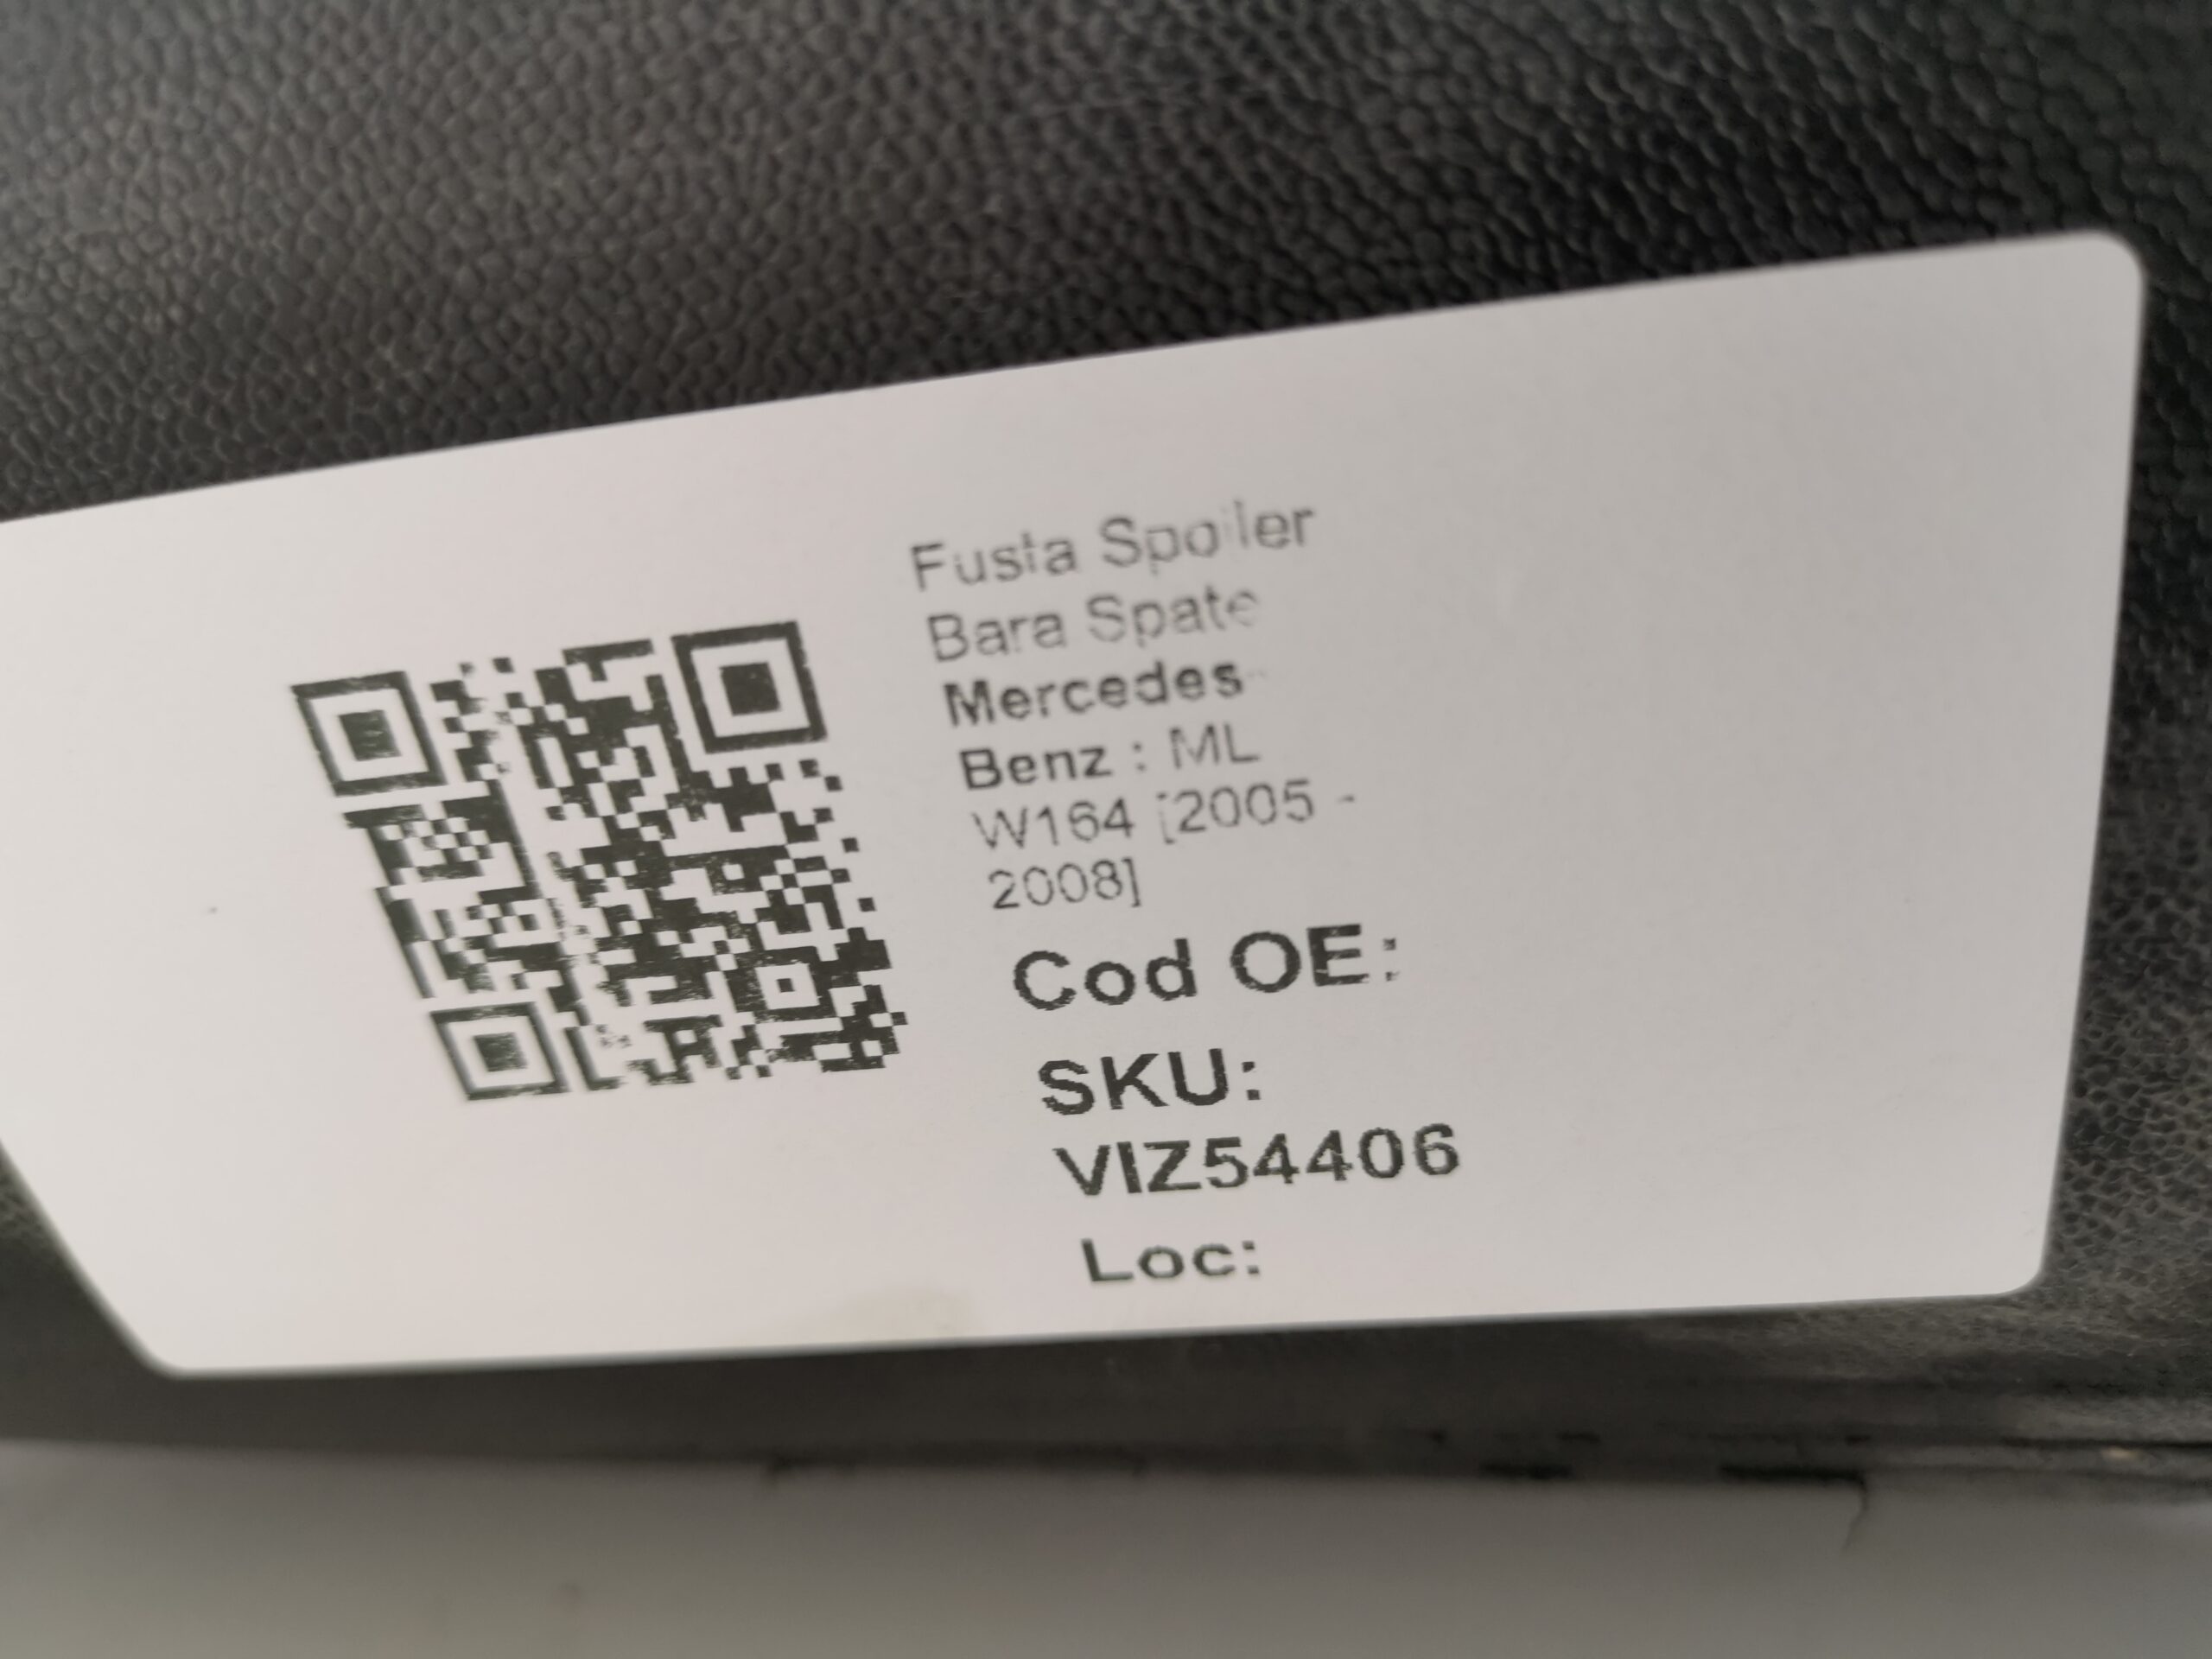 Fusta Spoiler
Bara Spate
Mercedes
Benz : ML
W164 [2005 -
2008]
Cod OE:
SKU:
VIZ54406
Loc: